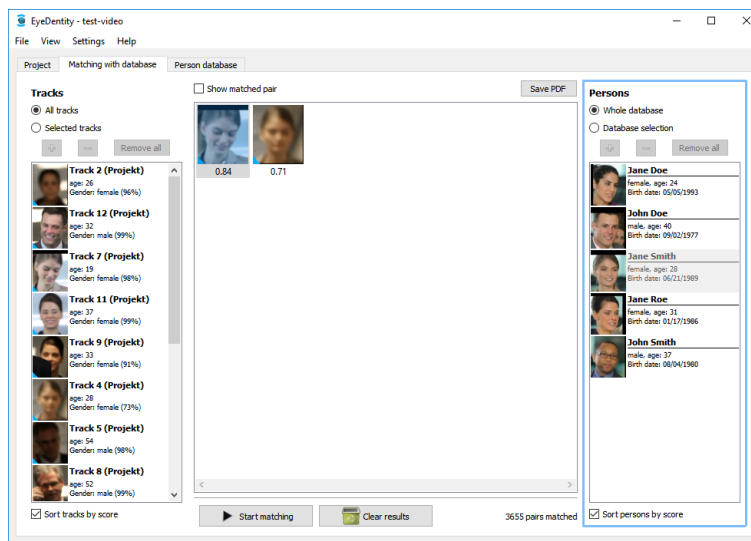 EyeDentity - test-video
File View Settings Help
Project Matching with database Person database
Tracks
All tracks
Selected tracks
Remove all
Track 2 (Projekt)
age: 26
Gender: female (96%)
Track 12 (Projekt)
age: 32
Gender: male (99%)
Track 7 (Projekt)
age: 19
Gender: female (98%)
Track 11 (Projekt)
age: 37
Gender: female (99%)
Track 9 (Projekt)
age: 33
Gender: female (91%)
Track 4 (Projekt)
age: 28
Gender: female (73%)
Track 5 (Projekt)
age: 54
Gender: male (98%)
Track 8 (Projekt)
age: 52
Gender: male (99%)
Sort tracks by score
Show matched pair
Save PDF
0.84 0.71
Start matching
Clear results
3655 pairs matched
Persons
Whole database
Database selection
Remove all
Jane Doe
female, age: 24
Birth date: 05/05/1993
John Doe
male, age: 40
Birth date: 09/02/1977
Jane Smith
female, age: 28
Birth date: 06/21/1989
Jane Roe
female, age: 31
Birth date: 01/17/1986
John Smith
male, age: 37
Birth date: 08/04/1980
Sort persons by score